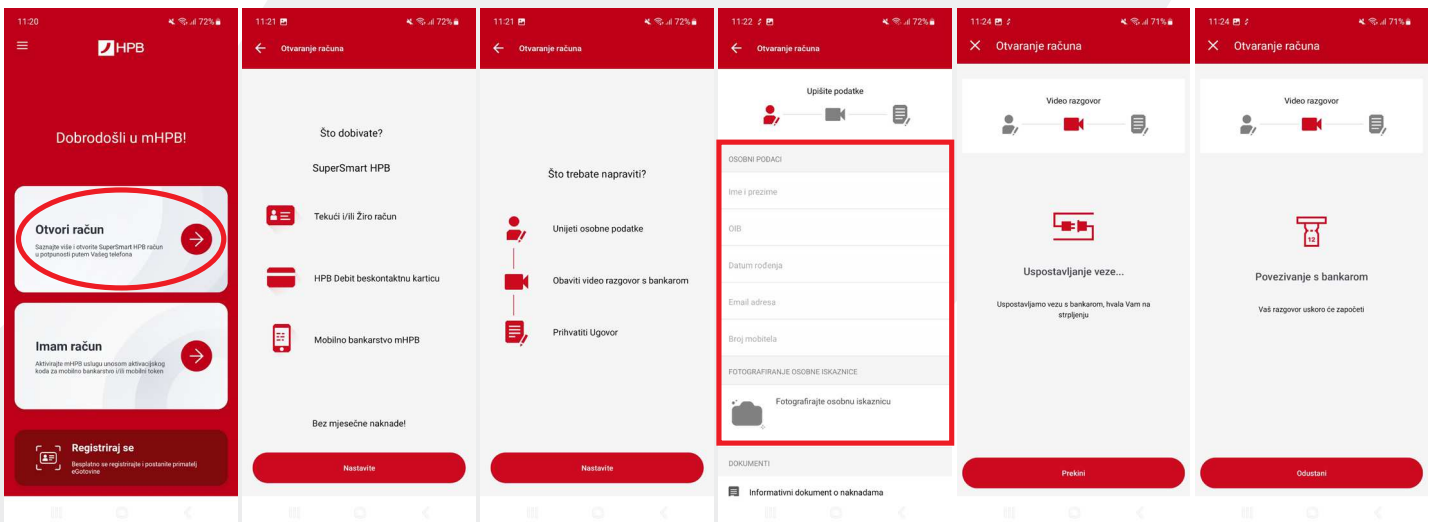 11:20
72%
HPB
Dobrodošli u mHPB!
Otvori račun
Saznajte više i otvorite SuperSmart HPB račun
u potpunosti putem Vašeg telefona
Imam račun
Aktivirajte mHPB uslugu unosom aktivacijskog
koda za mobilno bankarstvo i/ili mobilni token
Registriraj se
Besplatno se registrirajte i postanite primatelj
eGotovine
11:21
72%
Otvaranje računa
Što dobivate?
SuperSmart HPB
Tekući i/ili Žiro račun
HPB Debit beskontaktnu karticu
Mobilno bankarstvo mHPB
Bez mjesečne naknade!
Nastavite
11:21
72%
Otvaranje računa
Što trebate napraviti?
Unijeti osobne podatke
Obaviti video razgovor s bankarom
Prihvatiti Ugovor
Nastavite
11:22
72%
Otvaranje računa
Upišite podatke
OSOBNI PODACI
Ime i prezime
OIB
Datum rođenja
Email adresa
Broj mobitela
FOTOGRAFIRANJE OSOBNE ISKAZNICE
Fotografirajte osobnu iskaznicu
DOKUMENTI
Informativni dokument o naknadama
11:24
71%
Otvaranje računa
Video razgovor
Uspostavljanje veze...
Uspostavljamo vezu s bankarom, hvala Vam na
strpljenju
Prekini
11:24
71%
Otvaranje računa
Video razgovor
12
Povezivanje s bankarom
Vaš razgovor uskoro će započeti
Odustani